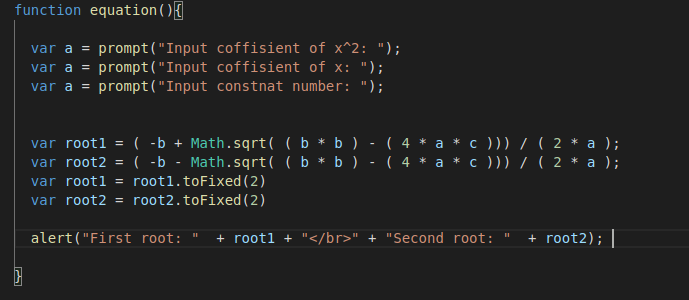 function equation(){
var a = prompt("Input coffisient of x^2: ");
var a = prompt("Input coffisient of x: ");
var a = prompt("Input constnat number: ");
var root1 = ( -b + Math.sqrt( ( b * b ) - ( 4 * a * c ))) / ( 2 * a );
var root2 = ( -b - Math.sqrt( ( b * b ) - ( 4 * a * c ))) / ( 2 * a );
var root1 = root1.toFixed(2)
var root2 = root2.toFixed(2)
alert("First root: "  + root1 + "</br>" + "Second root: "  + root2);
}